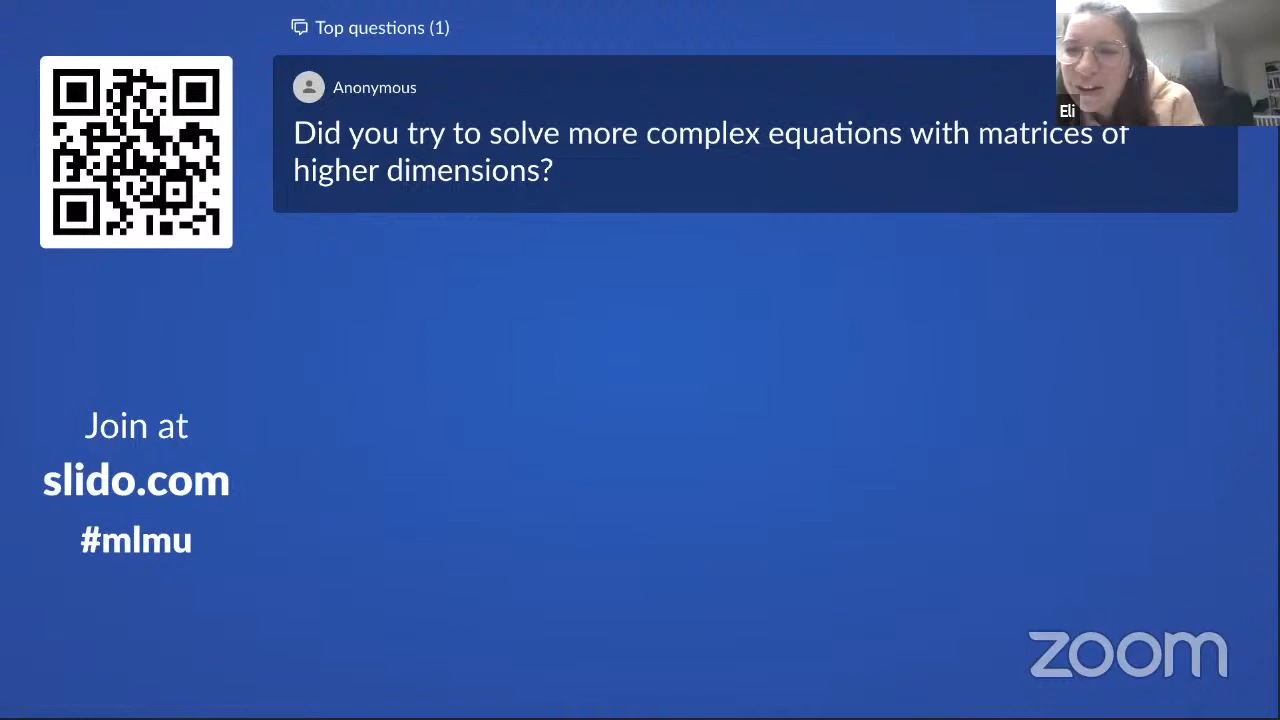 Top questions (1)
Anonymous
Did you try to solve more complex equations with matrices of
higher dimensions?
Eli
Join at
slido.com
#mlmu
zoom